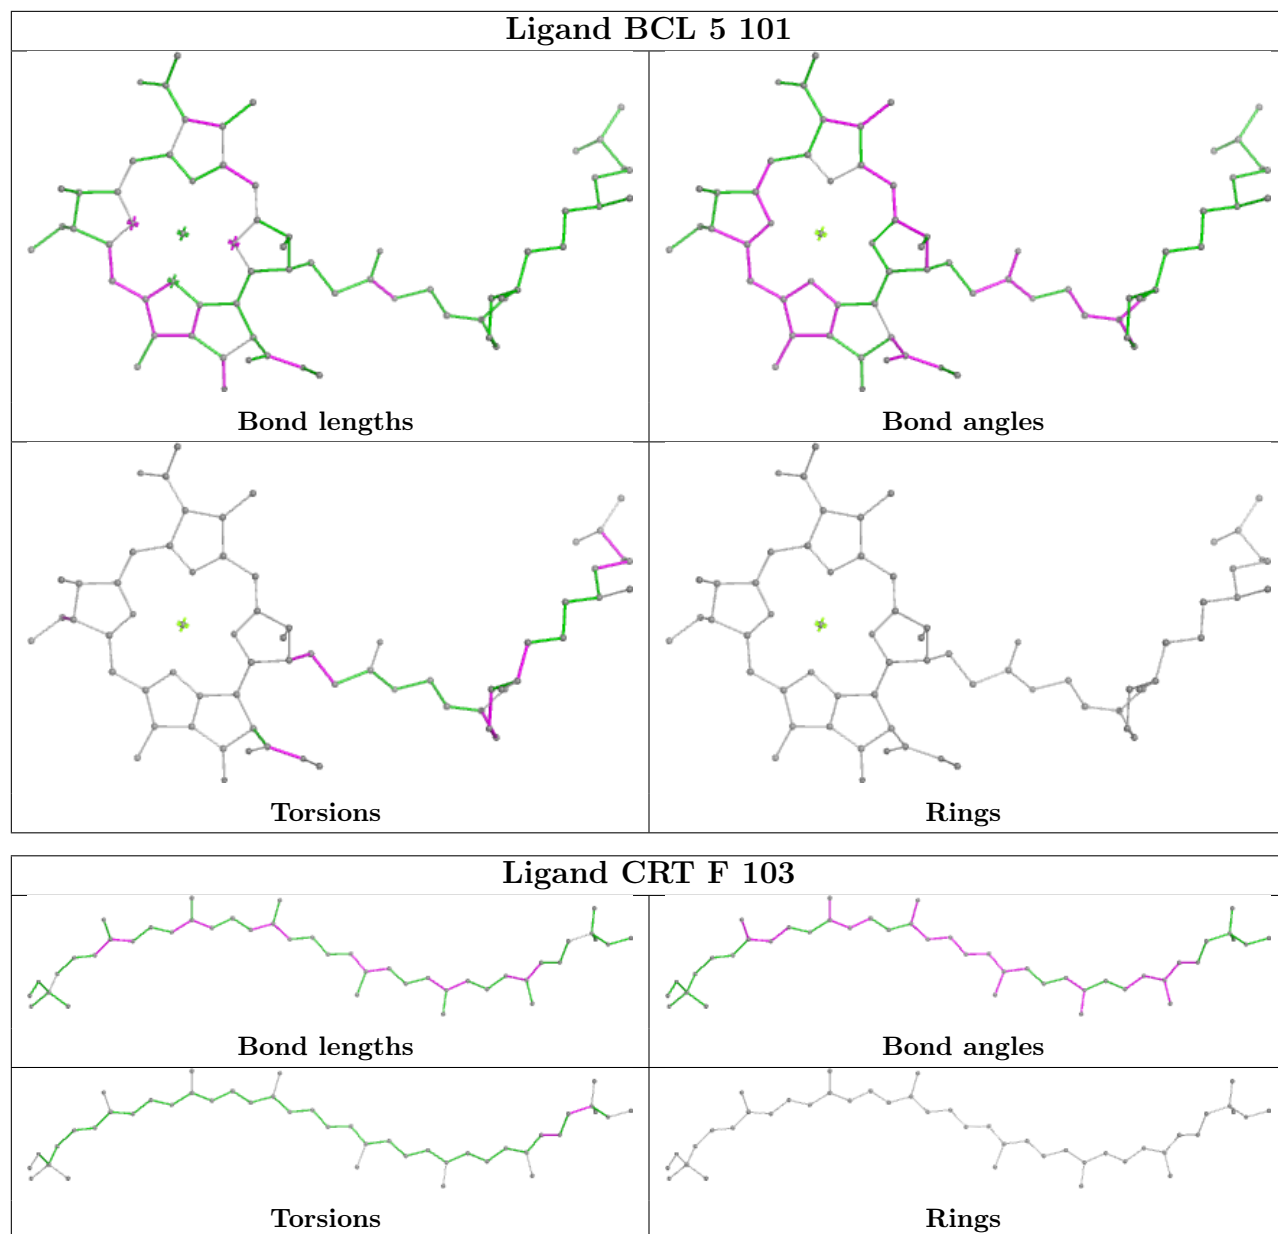 Ligand BCL 5 101
Bond lengths
Bond angles
Torsions
Rings
Ligand CRT F 103
Bond lengths
Bond angles
Torsions
Rings